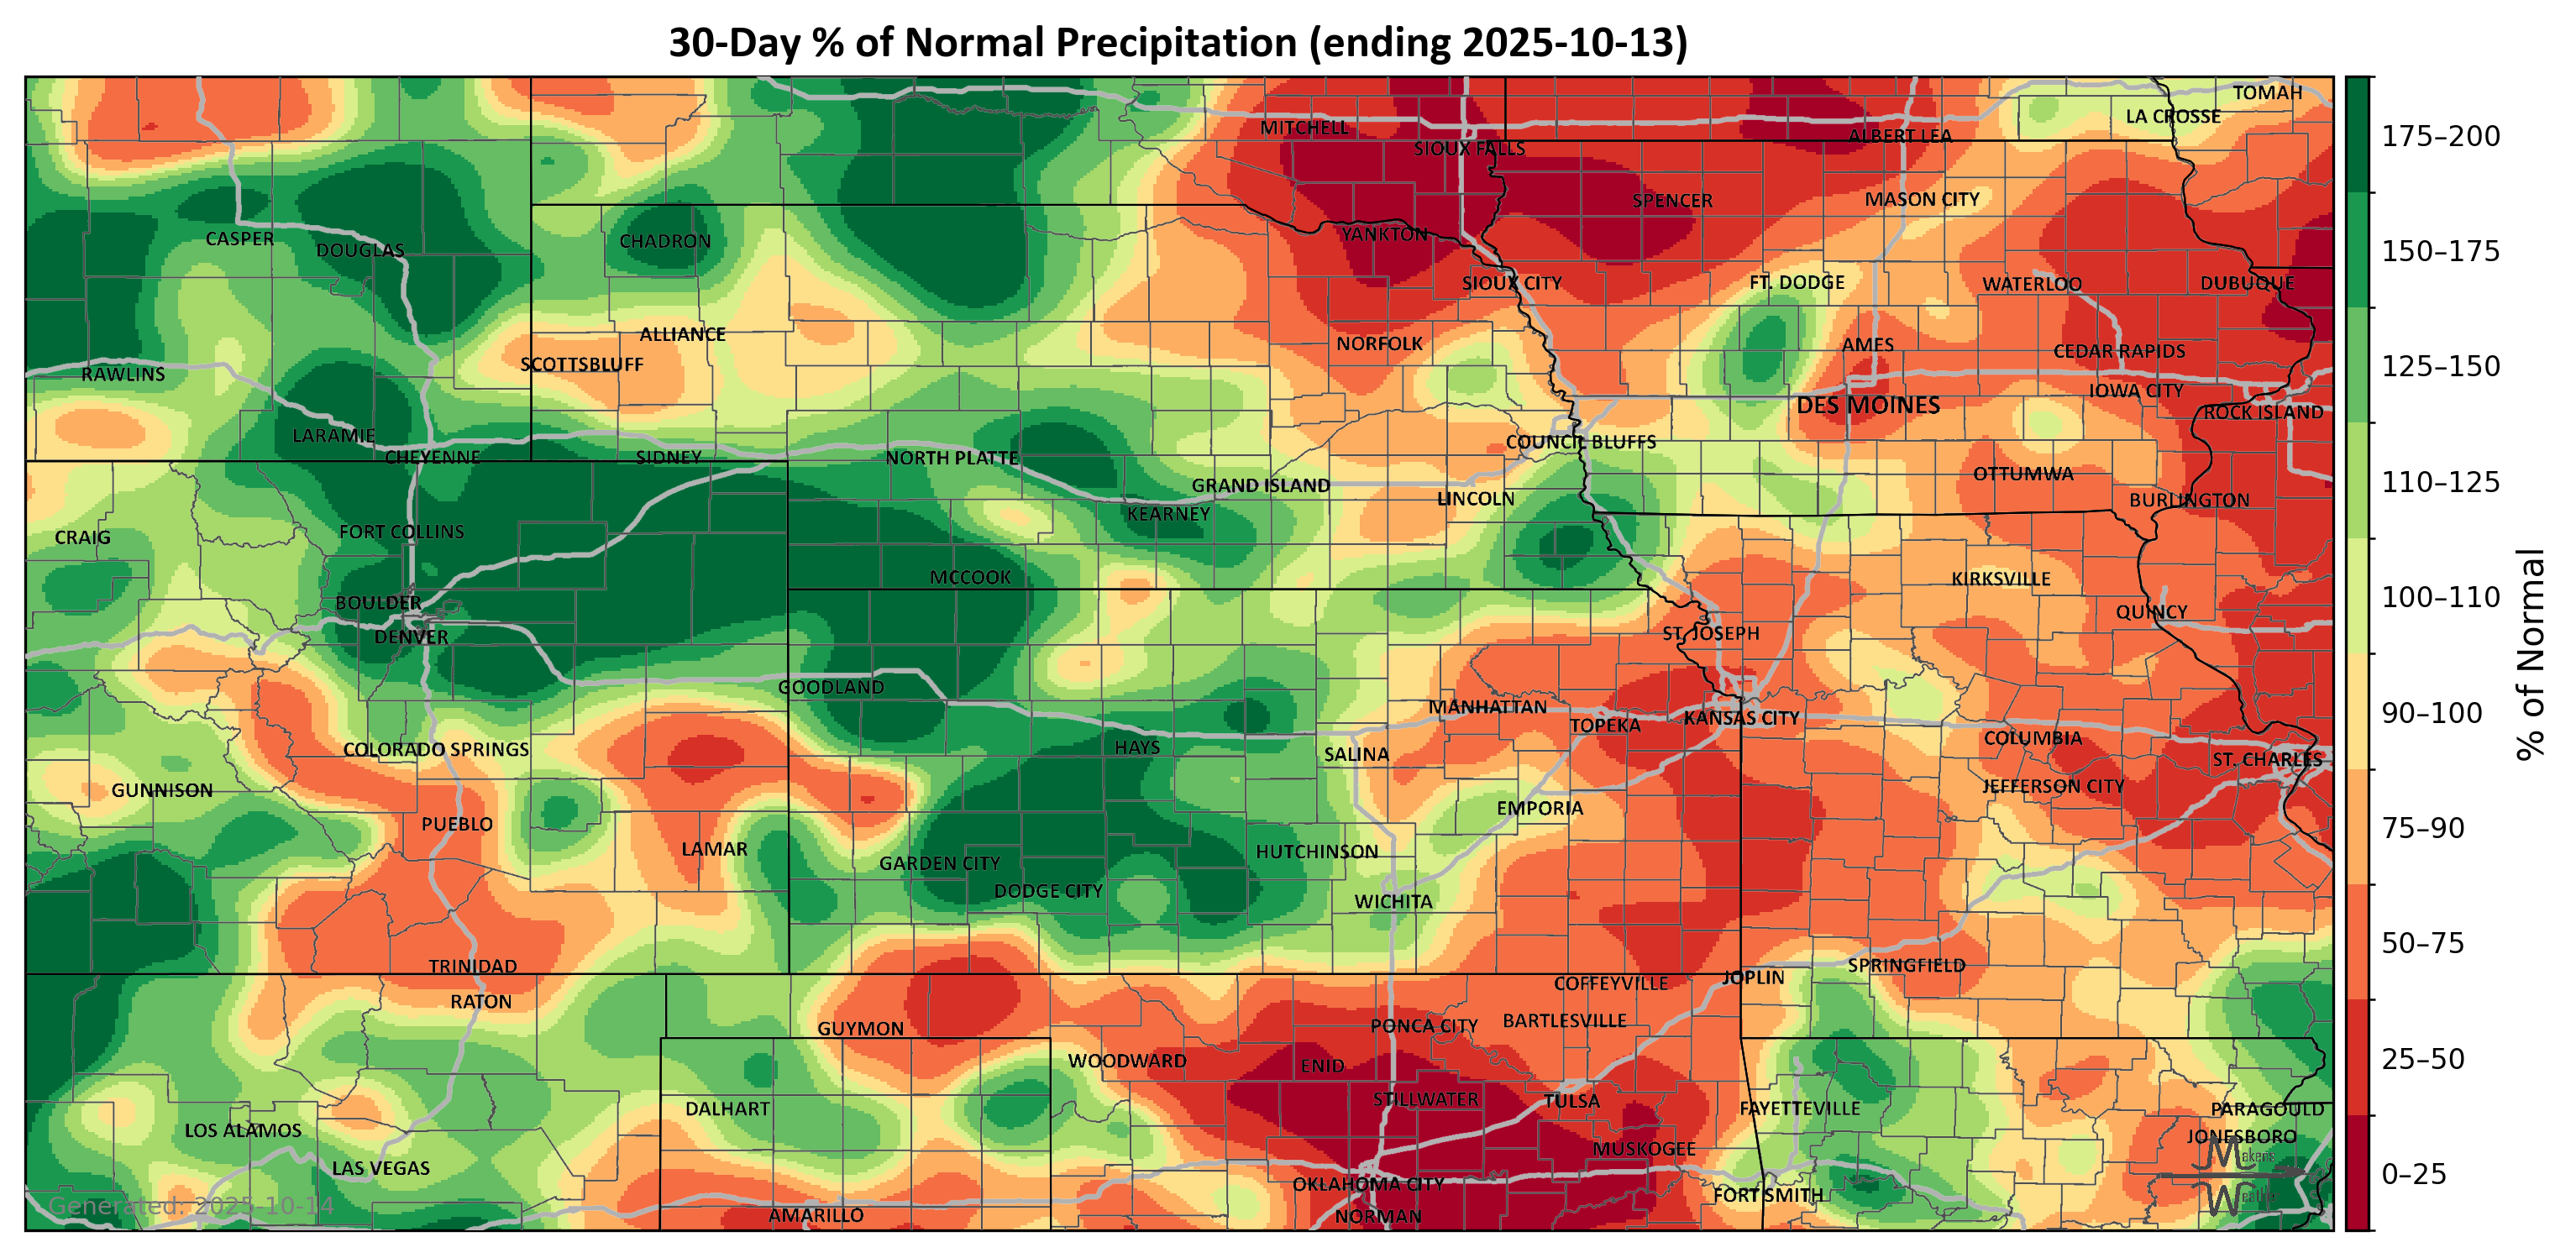 30-Day % of Normal Precipitation (ending 2025-10-13)
TOMAH
LA CROSSE
MITCHELL
ALBERT LEA
SIOUX FALLS
SPENCER
MASON CITY
YANKTON
CASPER
CHADRON
DOUGLAS
SIOUX CITY
FT. DODGE
WATERLOO
DUBUQUE
ALLIANCE
NORFOLK
AMES
CEDAR RAPIDS
SCOTTSBLUFF
RAWLINS
IOWA CITY
DES MOINES
ROCK ISLAND
LARAMIE
COUNCIL BLUFFS
CHEYENNE
SIDNEY
NORTH PLATTE
OTTUMWA
GRAND ISLAND
LINCOLN
BURLINGTON
KEARNEY
FORT COLLINS
CRAIG
MCCOOK
KIRKSVILLE
BOULDER
QUINCY
DENVER
ST. JOSEPH
GOODLAND
MANHATTAN
TOPEKA
KANSAS CITY
COLUMBIA
COLORADO SPRINGS
HAYS
SALINA
ST. CHARLES
GUNNISON
JEFFERSON CITY
EMPORIA
PUEBLO
LAMAR
HUTCHINSON
GARDEN CITY
DODGE CITY
WICHITA
TRINIDAD
SPRINGFIELD
JOPLIN
COFFEYVILLE
RATON
GUYMON
PONCA CITY
BARTLESVILLE
WOODWARD
ENID
STILLWATER
TULSA
DALHART
FAYETTEVILLE
PARAGOULD
LOS ALAMOS
JONESBORO
MUSKOGEE
Makens
LAS VEGAS
OKLAHOMA CITY
FORT SMITH
Weather
Generated: 2025-10-14
AMARILLO
NORMAN
175–200
150–175
125–150
110–125
100–110
90–100
75–90
50–75
25–50
0–25
% of Normal